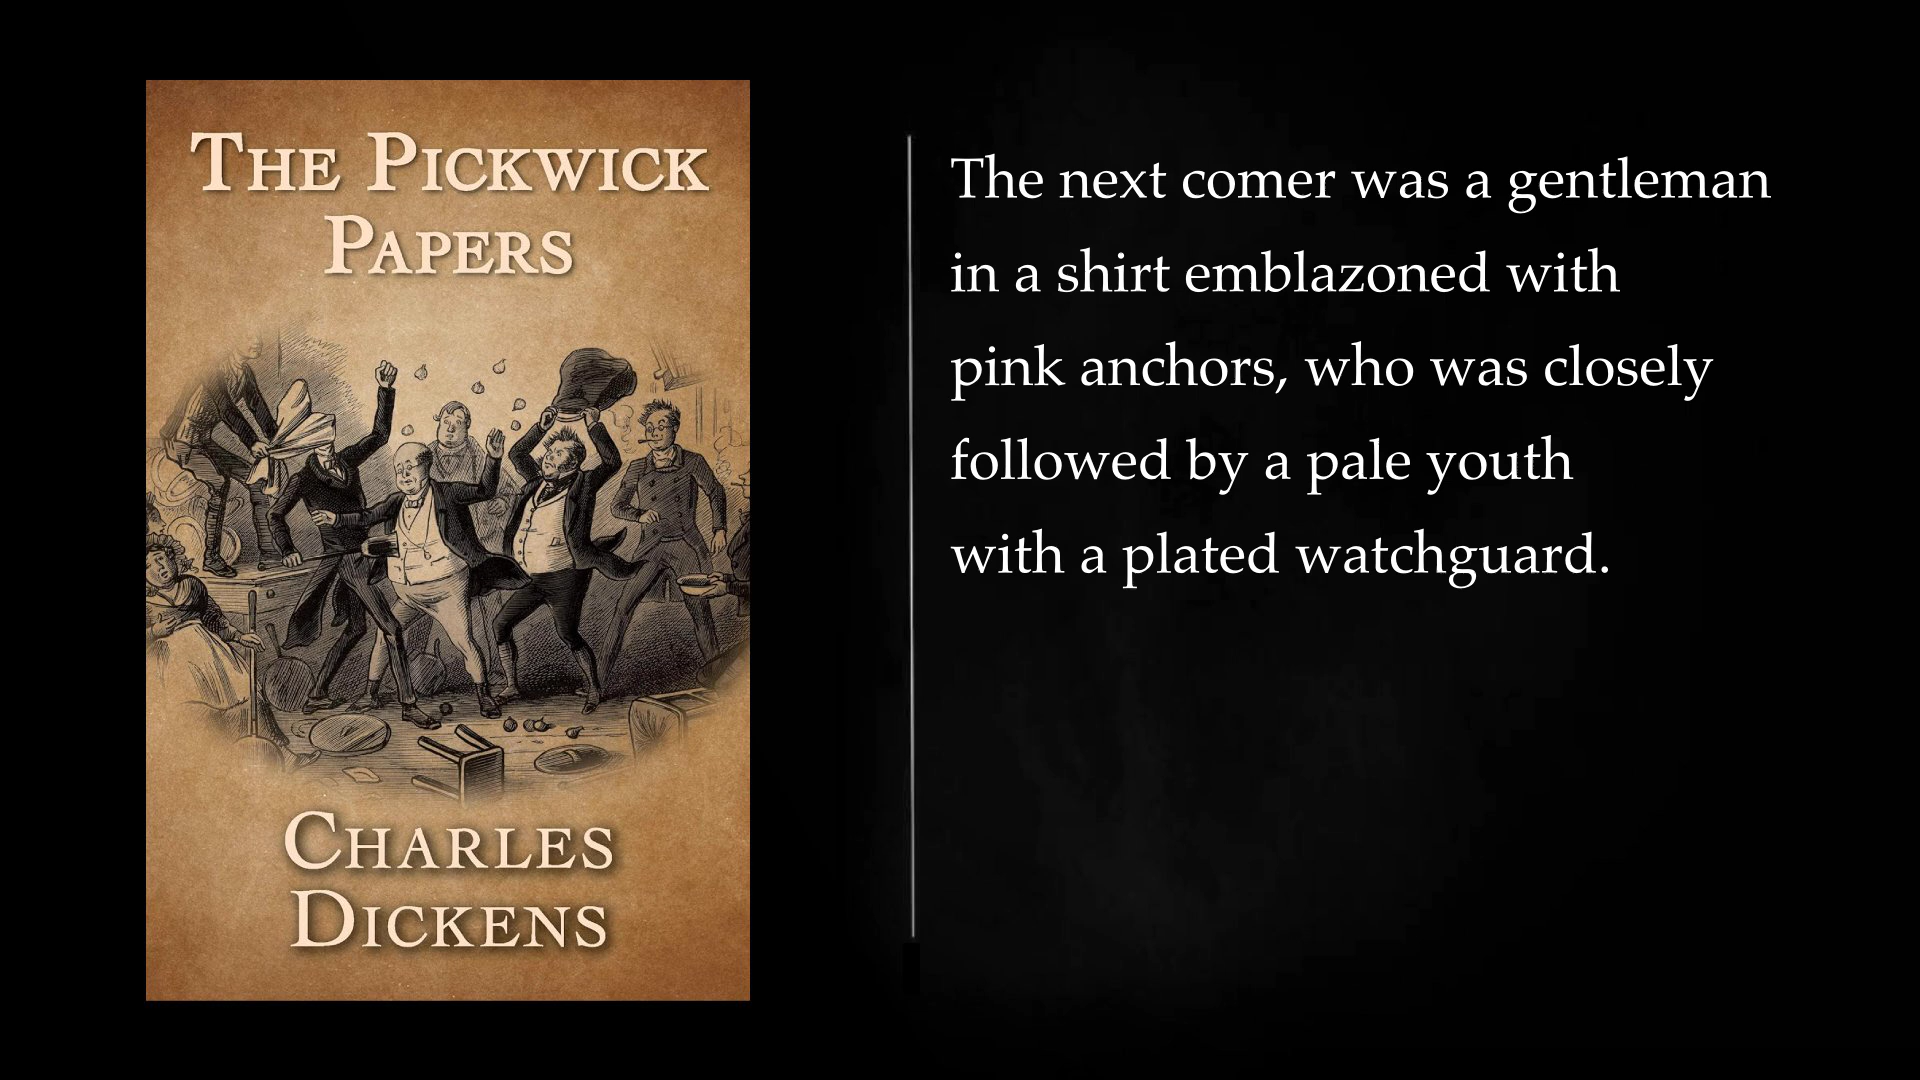 The Pickwick
Papers
Charles
Dickens
The next comer was a gentleman
in a shirt emblazoned with
pink anchors, who was closely
followed by a pale youth
with a plated watchguard.